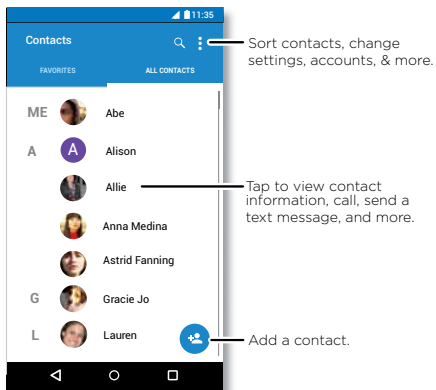 11:35
Contacts
FAVORITES ALL CONTACTS
ME Abe
A A Alison
Allie
Anna Medina
Astrid Fanning
G Gracie Jo
L Lauren
Sort contacts, change
settings, accounts, & more.
Tap to view contact
information, call, send a
text message, and more.
Add a contact.